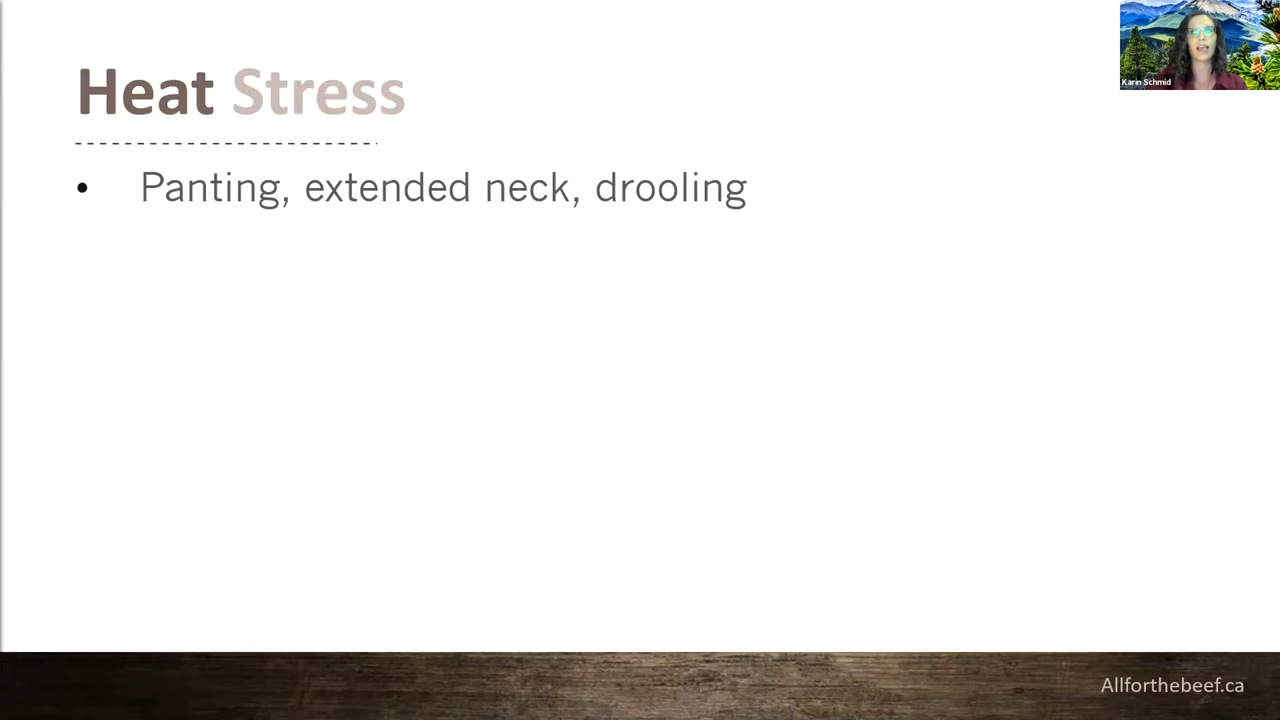 Heat Stress
• Panting, extended neck, drooling
Karin Schmid
Allforthebeef.ca